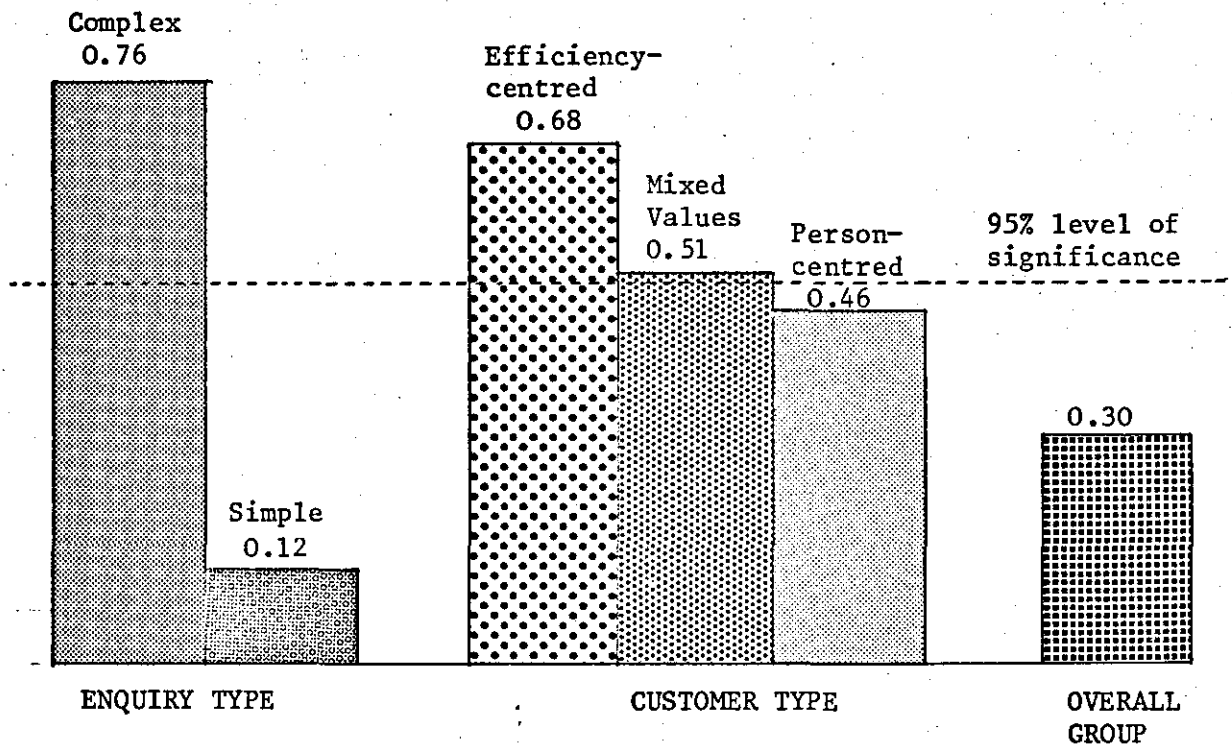 Complex
0.76
Simple
0.12
Efficiency-
centred
0.68
Mixed
Values
0.51
Person-
centred
0.46
95% level of
significance
0.30
ENQUIRY TYPE
CUSTOMER TYPE
OVERALL
GROUP